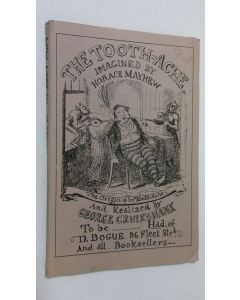 THE TOOTH-ACHE
IMAGINED BY
HORACE MAYHEW
The Origin of the Tooth-Ache
And Realized by
GEORGE CRUIKSHANK
To be Had, of
D. BOGUE 86 Fleet Strt
And all Booksellers